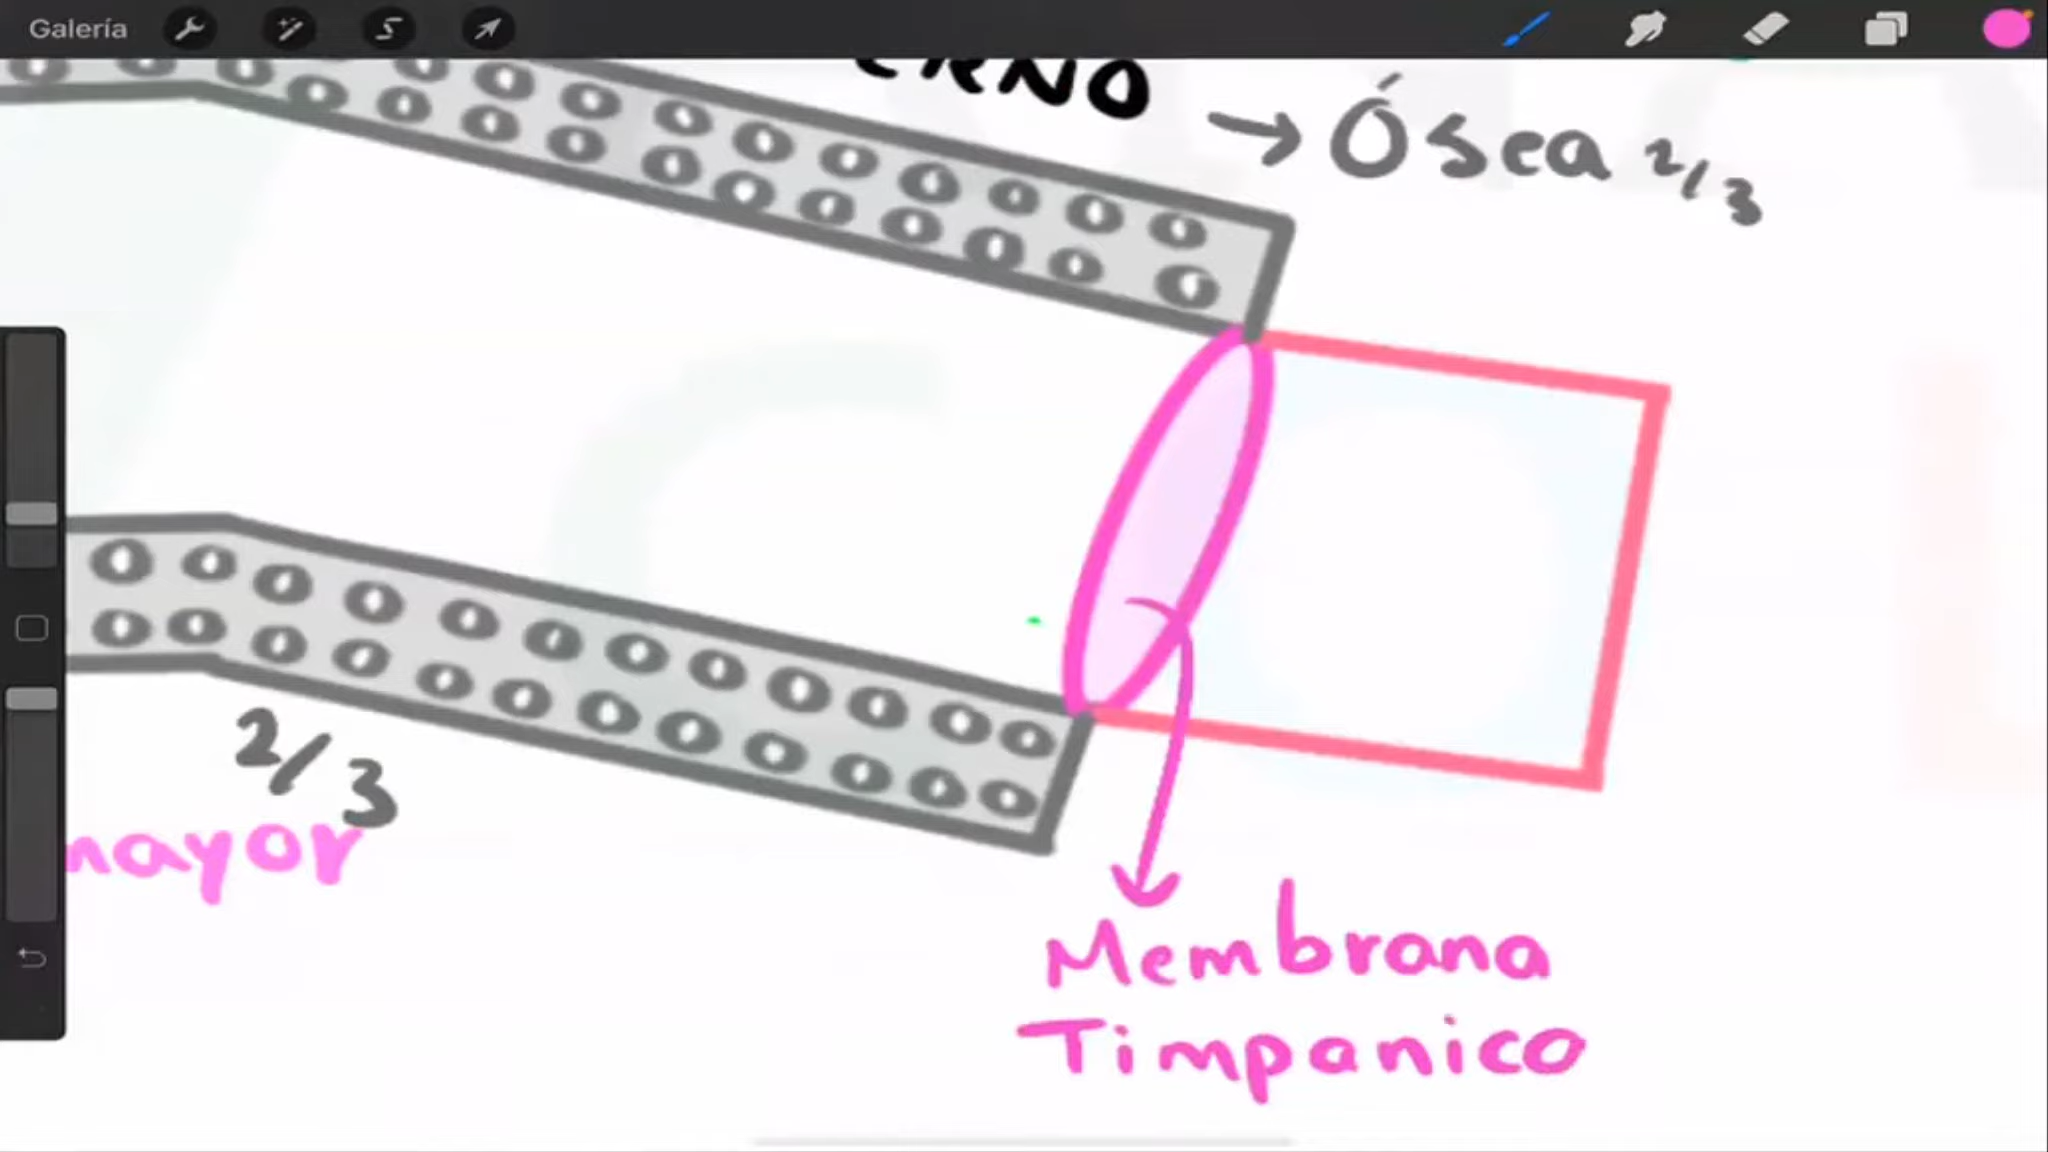 Galería
→ Ósea 2/3
2/3
mayor
Membrana
Timpanico